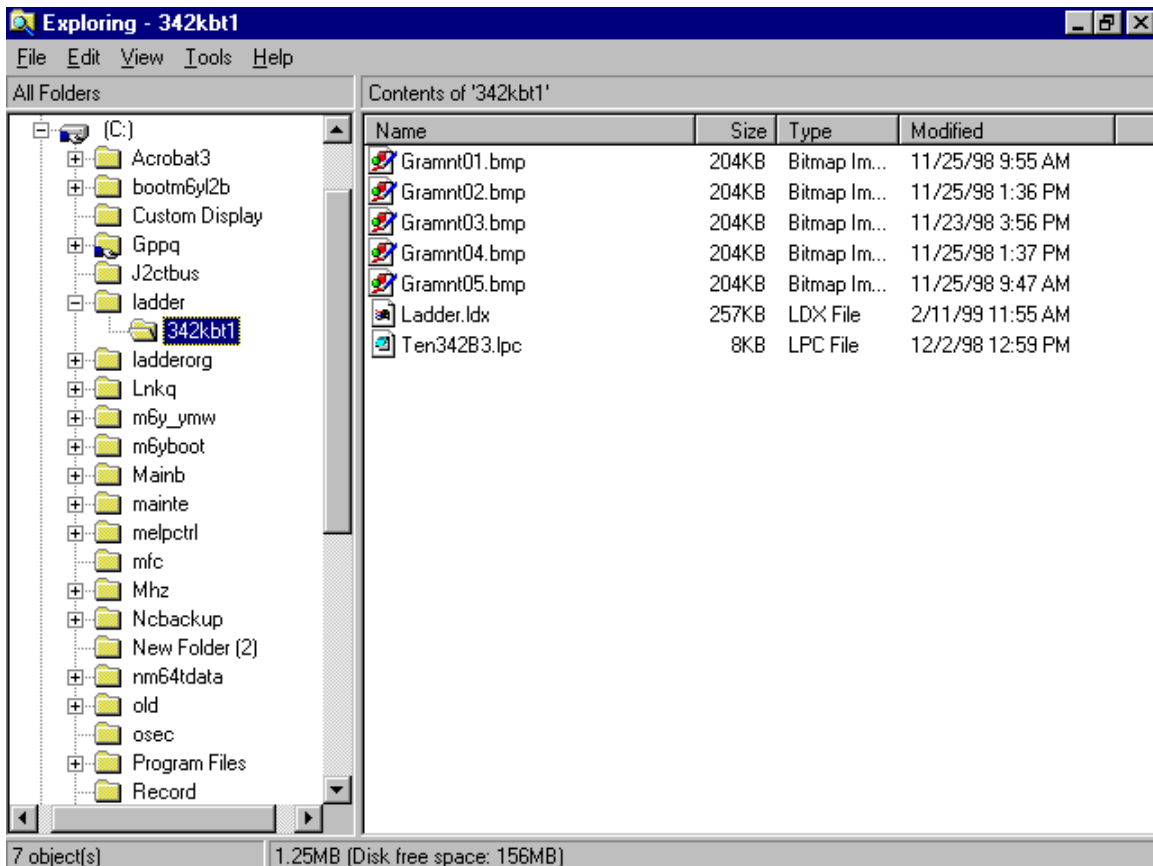 Exploring - 342kbt1
File Edit View Tools Help
All Folders
Contents of '342kbt1'
(C:)
Acrobat3
bootm6yl2b
Custom Display
Gppq
J2ctbus
ladder
342kbt1
ladderorg
Lnkq
m6y_ymw
m6yboot
Mainb
mainte
melpctrl
mfc
Mhz
Ncbackup
New Folder (2)
nm64tdata
old
osec
Program Files
Record
Name Size Type Modified
Gramnt01.bmp 204KB Bitmap Im... 11/25/98 9:55 AM
Gramnt02.bmp 204KB Bitmap Im... 11/25/98 1:36 PM
Gramnt03.bmp 204KB Bitmap Im... 11/23/98 3:56 PM
Gramnt04.bmp 204KB Bitmap Im... 11/25/98 1:37 PM
Gramnt05.bmp 204KB Bitmap Im... 11/25/98 9:47 AM
Ladder.ldx 257KB LDX File 2/11/99 11:55 AM
Ten342B3.lpc 8KB LPC File 12/2/98 12:59 PM
7 object(s)
1.25MB (Disk free space: 156MB)